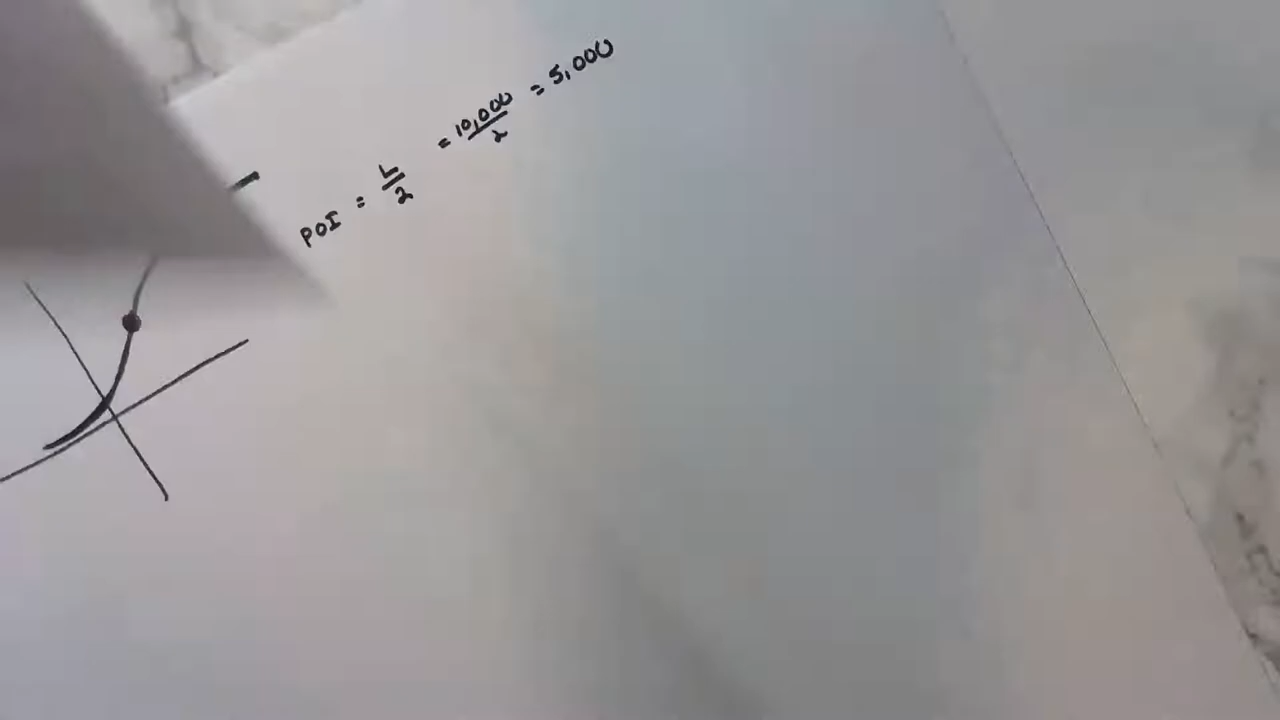 POI = L/2 = 10,000/2 = 5,000